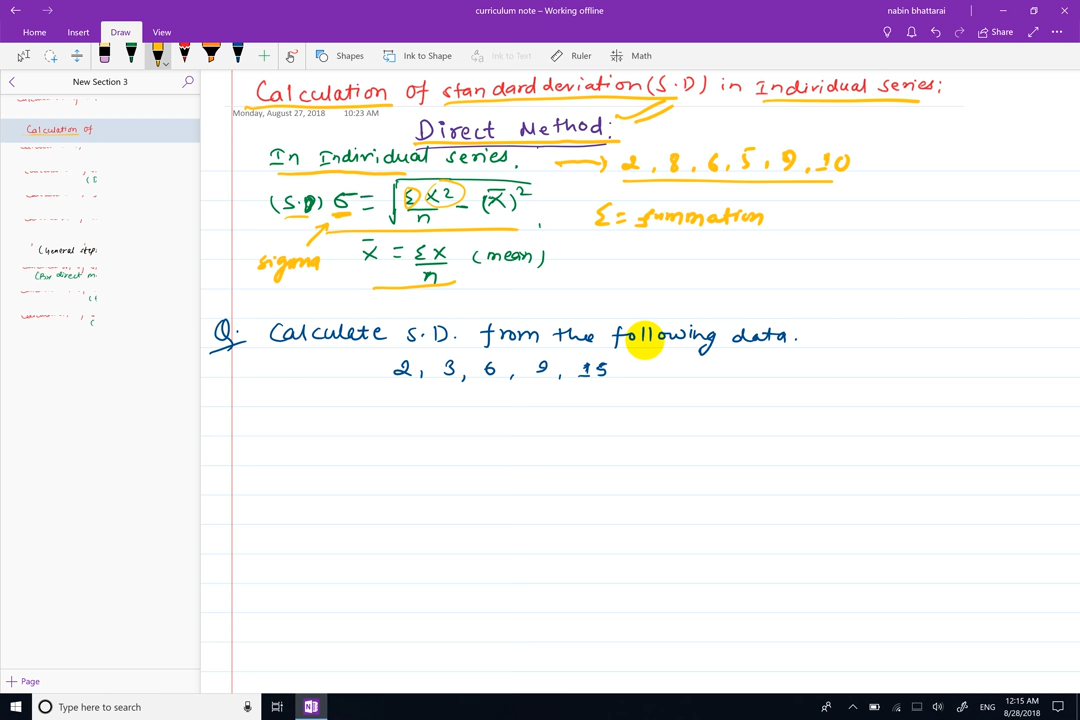 curriculum note – Working offline
nabin bhattarai
Home Insert Draw View
Share
Shapes Ink to Shape Ink to Text Ruler Math
New Section 3
Calculation of
(General step
(For direct m
Page
Calculation of standard deviation (S.D) in Individual series:
Monday, August 27, 2018 10:23 AM
Direct Method:
In Individual series. → 2, 8, 6, 5, 9, 10
(S.D) σ = √Σx²/n - (x̄)²
Σ = summation
sigma
x̄ = Σx/n (mean)
Q. Calculate S.D. from the following data.
2, 3, 6, 9, 15
Type here to search
ENG
12:15 AM
8/28/2018